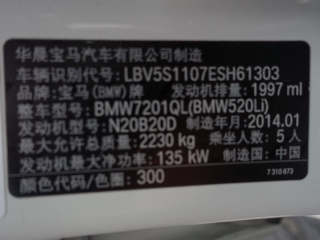 华晨宝马汽车有限公司制造
车辆识别代号: LBV5S1107ESH61303
品牌: 宝马(BMW)牌 发动机排量: 1997 ml
整车型号: BMW7201QL(BMW520Li)
发动机型号: N20B20D 制造年月: 2014.01
最大允许总质量: 2230 kg 乘坐人数: 5 人
发动机最大净功率: 135 kW 制造国: 中国
颜色代码/色圈: 300 7 310 673